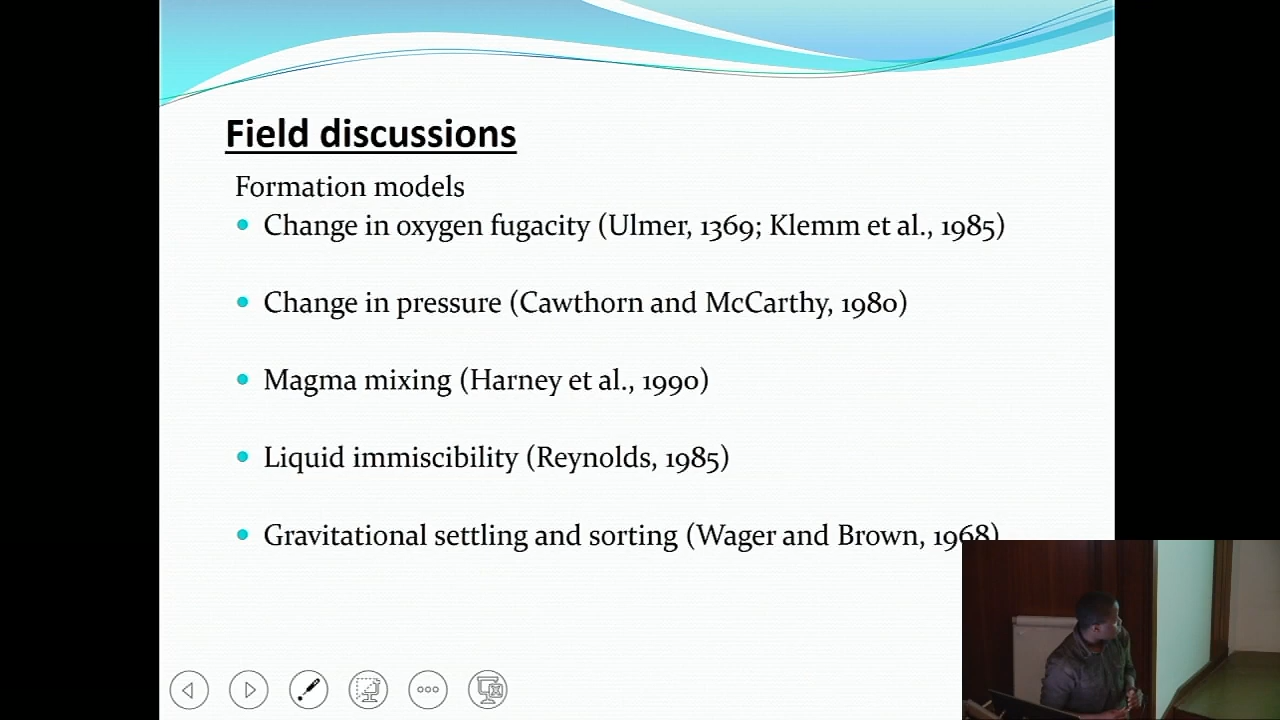 Field discussions
Formation models
Change in oxygen fugacity (Ulmer, 1369; Klemm et al., 1985)
Change in pressure (Cawthorn and McCarthy, 1980)
Magma mixing (Harney et al., 1990)
Liquid immiscibility (Reynolds, 1985)
Gravitational settling and sorting (Wager and Brown, 1968)